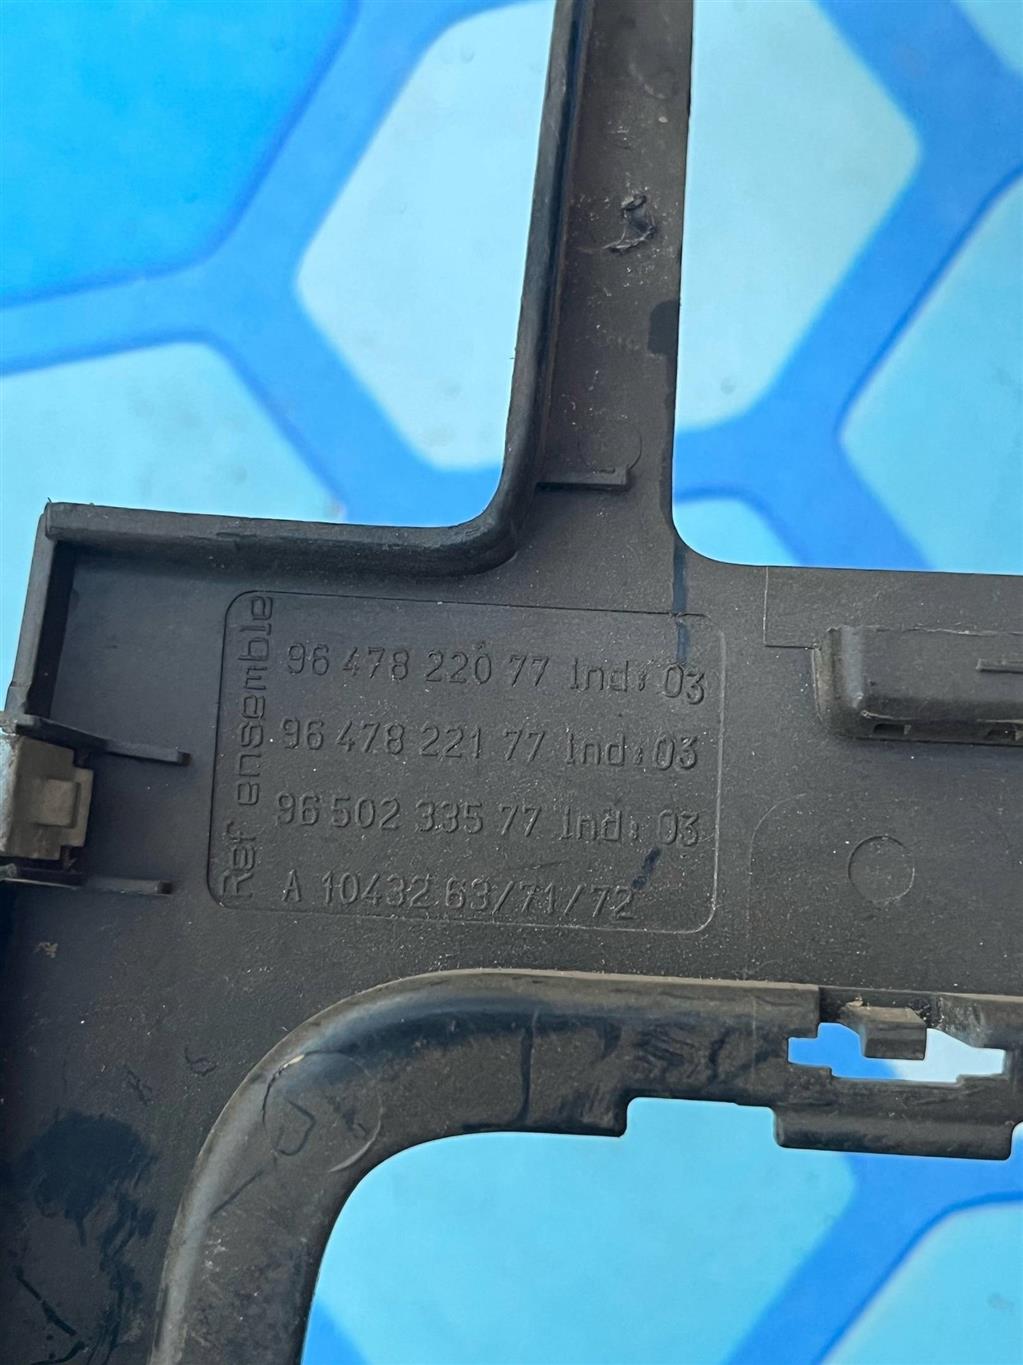 Ref ensemble
96 478 220 77 Ind: 03
96 478 221 77 Ind: 03
96 502 335 77 Ind: 03
A 10432 63/71/72